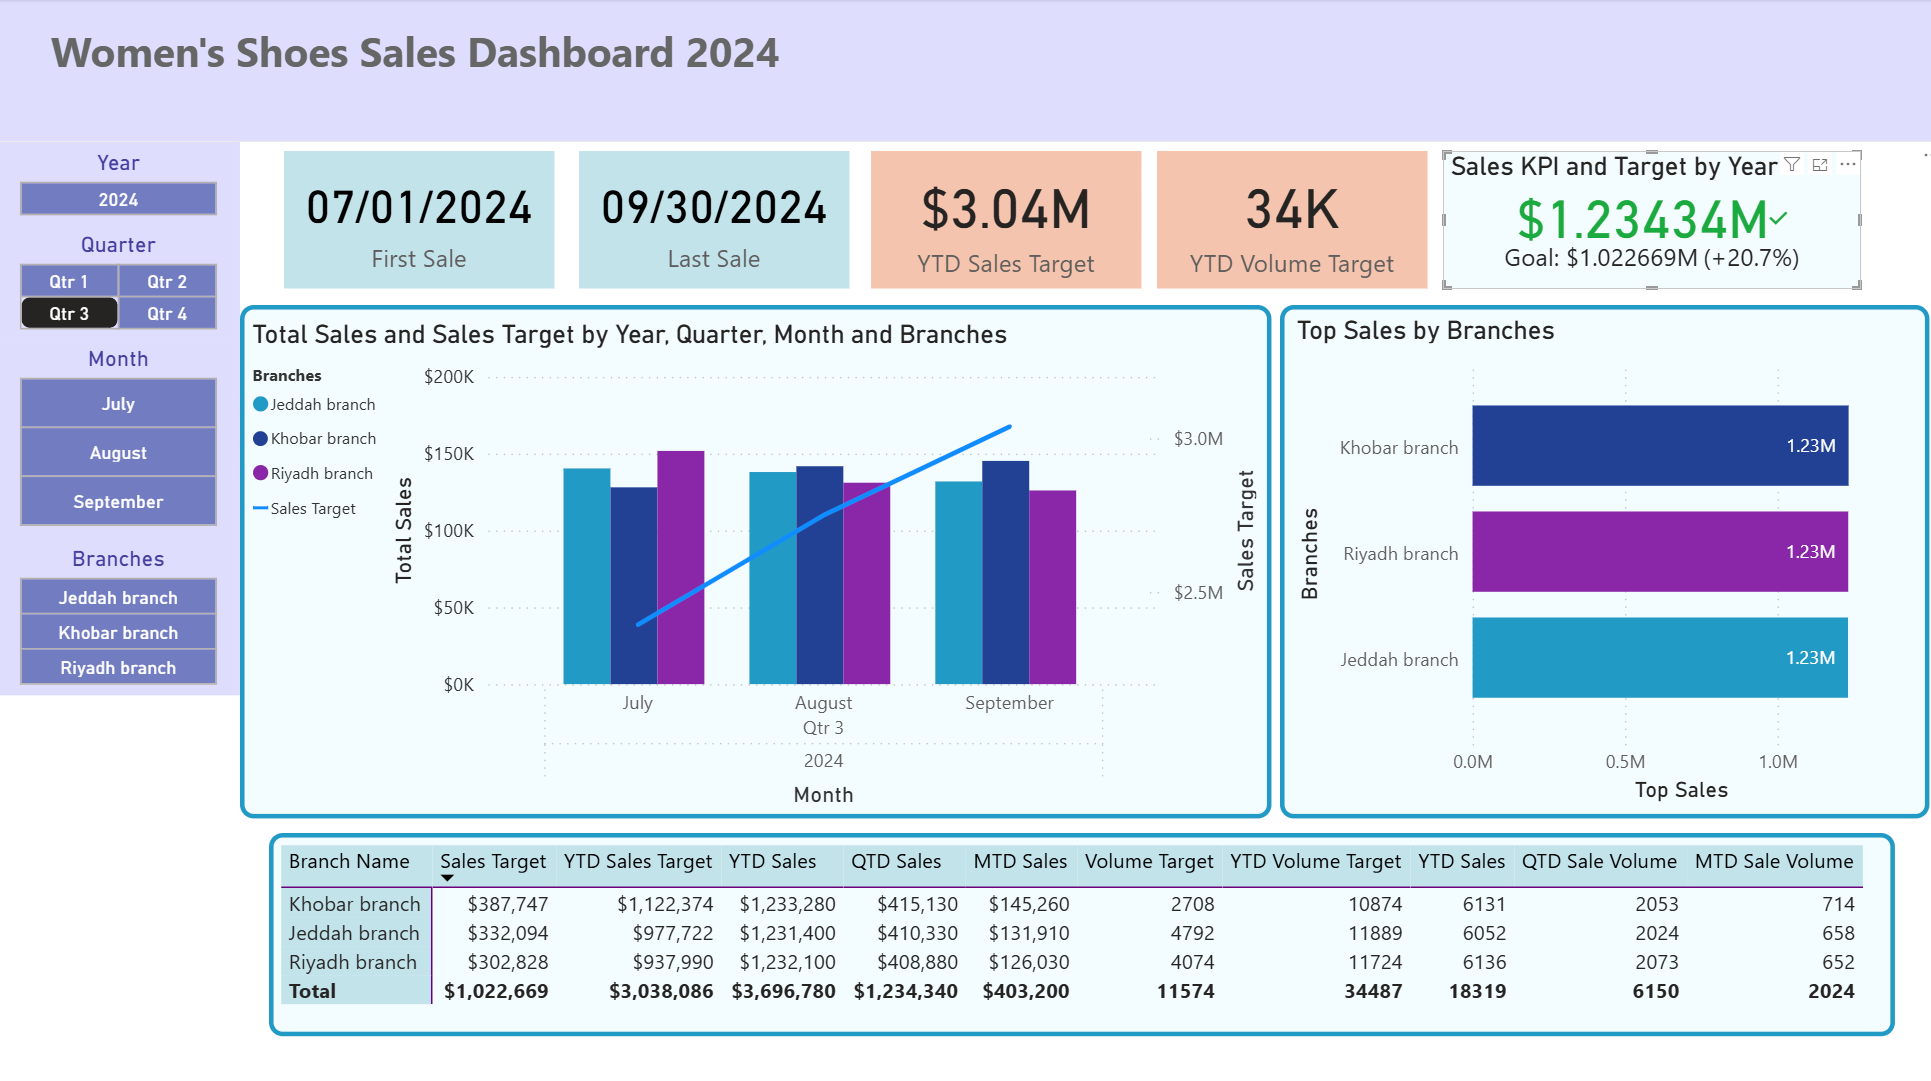 Women's Shoes Sales Dashboard 2024
Year
2024
Quarter
Qtr 1 Qtr 2
Qtr 3 Qtr 4
Month
July
August
September
Branches
Jeddah branch
Khobar branch
Riyadh branch
07/01/2024
First Sale
09/30/2024
Last Sale
$3.04M
YTD Sales Target
34K
YTD Volume Target
Sales KPI and Target by Year
$1.23434M
Goal: $1.022669M (+20.7%)
Total Sales and Sales Target by Year, Quarter, Month and Branches
Branches
Jeddah branch
Khobar branch
Riyadh branch
Sales Target
Total Sales
$200K
$150K
$100K
$50K
$0K
$3.0M
$2.5M
Sales Target
July August September
Qtr 3
2024
Month
Top Sales by Branches
Branches
Khobar branch 1.23M
Riyadh branch 1.23M
Jeddah branch 1.23M
0.0M 0.5M 1.0M
Top Sales
Branch Name Sales Target YTD Sales Target YTD Sales QTD Sales MTD Sales Volume Target YTD Volume Target YTD Sales QTD Sale Volume MTD Sale Volume
Khobar branch $387,747 $1,122,374 $1,233,280 $415,130 $145,260 2708 10874 6131 2053 714
Jeddah branch $332,094 $977,722 $1,231,400 $410,330 $131,910 4792 11889 6052 2024 658
Riyadh branch $302,828 $937,990 $1,232,100 $408,880 $126,030 4074 11724 6136 2073 652
Total $1,022,669 $3,038,086 $3,696,780 $1,234,340 $403,200 11574 34487 18319 6150 2024